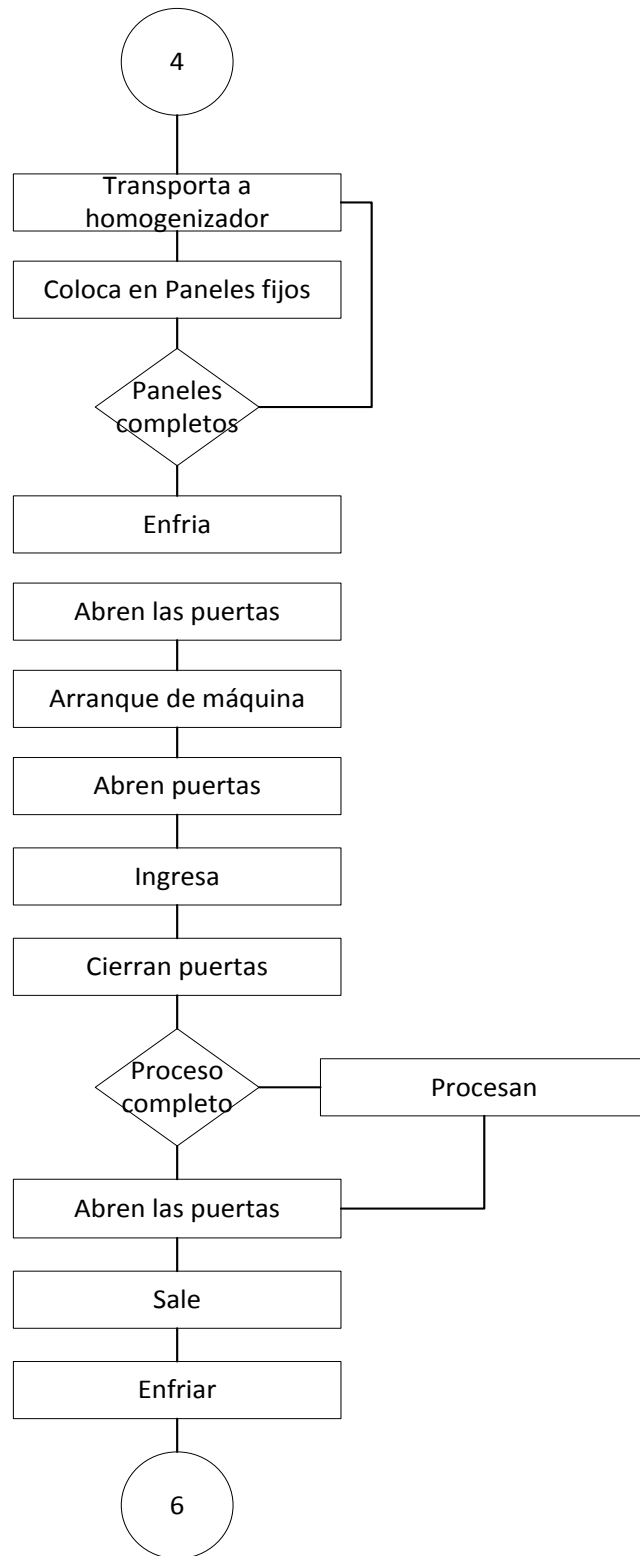 4
Transporta a
homogenizador
Coloca en Paneles fijos
Paneles
completos
Enfria
Abren las puertas
Arranque de máquina
Abren puertas
Ingresa
Cierran puertas
Proceso
completo
Procesan
Abren las puertas
Sale
Enfriar
6